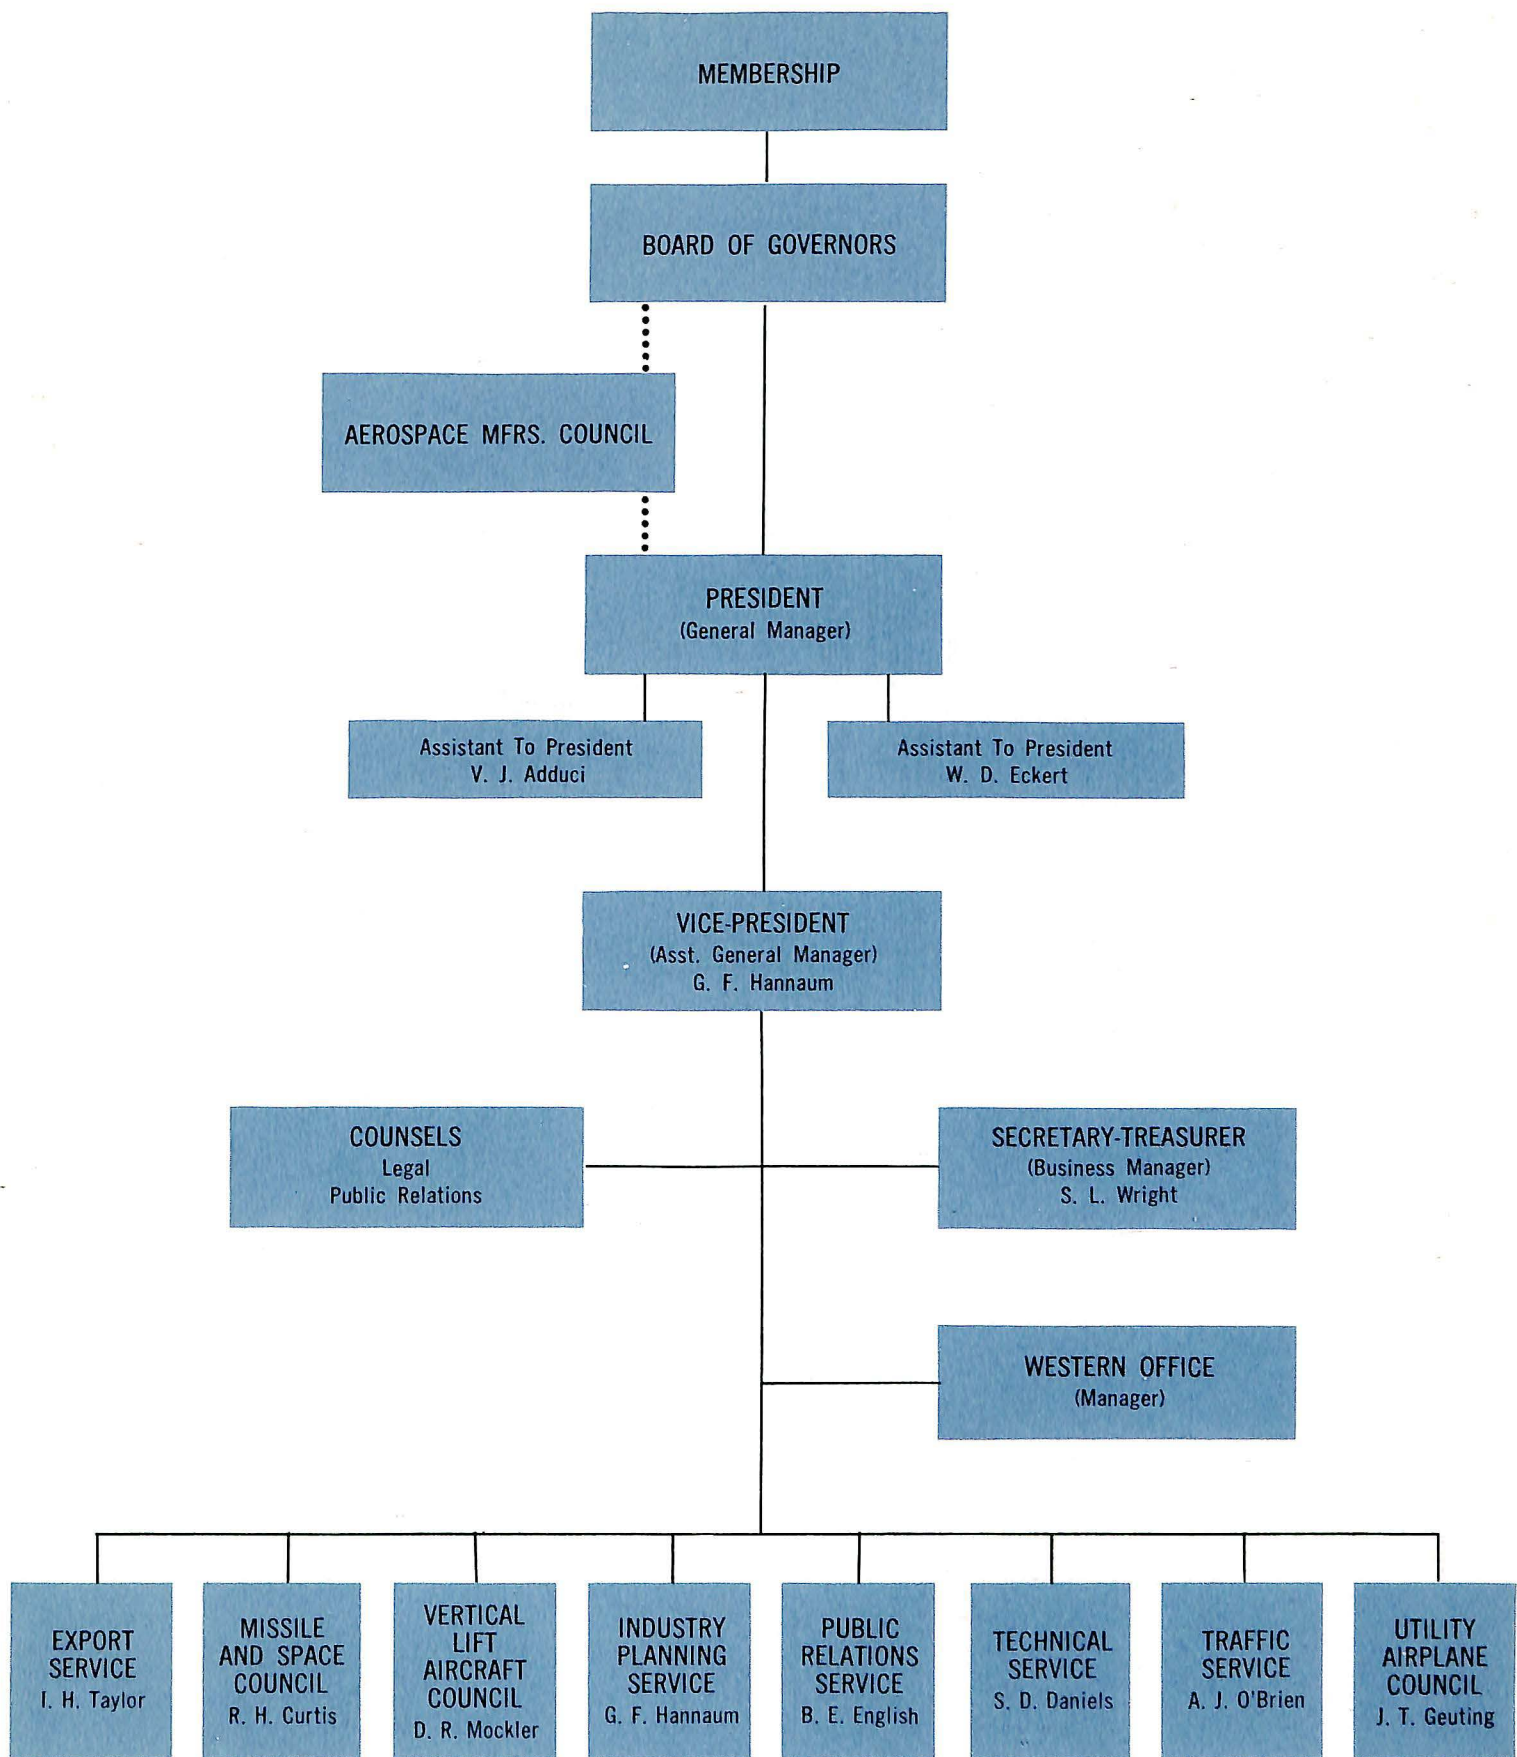 MEMBERSHIP
BOARD OF GOVERNORS
AEROSPACE MFRS. COUNCIL
PRESIDENT
(General Manager)
Assistant To President
V. J. Adduci
Assistant To President
W. D. Eckert
VICE-PRESIDENT
(Asst. General Manager)
G. F. Hannaum
COUNSELS
Legal
Public Relations
SECRETARY-TREASURER
(Business Manager)
S. L. Wright
WESTERN OFFICE
(Manager)
EXPORT
SERVICE
I. H. Taylor
MISSILE
AND SPACE
COUNCIL
R. H. Curtis
VERTICAL
LIFT
AIRCRAFT
COUNCIL
D. R. Mockler
INDUSTRY
PLANNING
SERVICE
G. F. Hannaum
PUBLIC
RELATIONS
SERVICE
B. E. English
TECHNICAL
SERVICE
S. D. Daniels
TRAFFIC
SERVICE
A. J. O'Brien
UTILITY
AIRPLANE
COUNCIL
J. T. Geuting